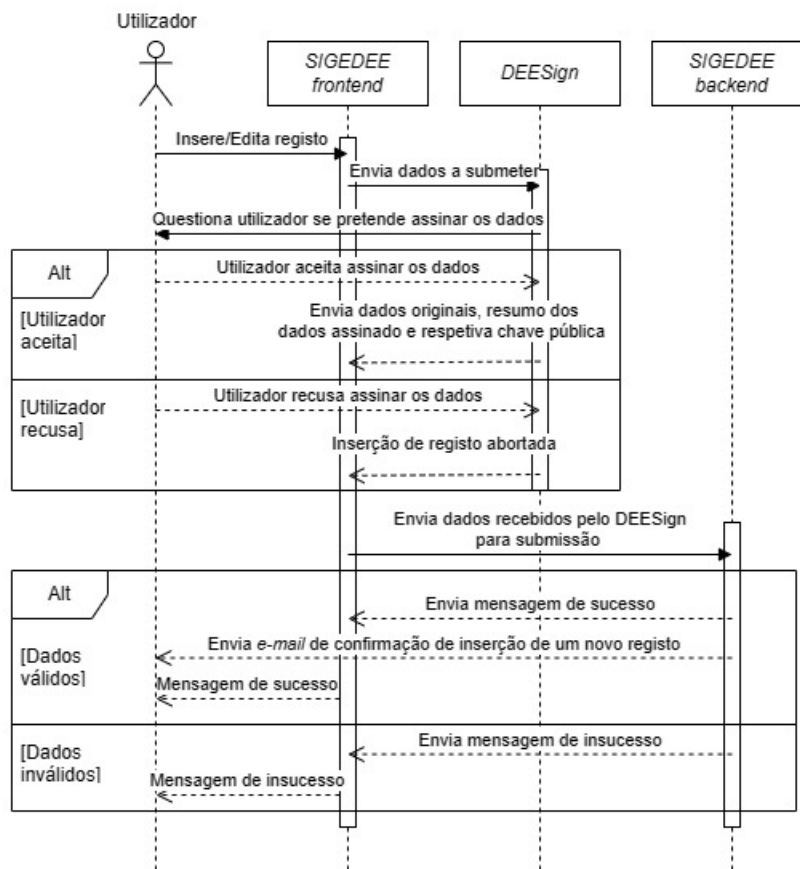 Utilizador
SIGEDEE
frontend
DEESign
SIGEDEE
backend
Insere/Edita registo
Envia dados a submeter
Questiona utilizador se pretende assinar os dados
Alt
Utilizador aceita assinar os dados
[Utilizador
aceita]
Envia dados originais, resumo dos
dados assinado e respetiva chave pública
[Utilizador
recusa]
Utilizador recusa assinar os dados
Inserção de registo abortada
Envia dados recebidos pelo DEESign
para submissão
Alt
Envia mensagem de sucesso
Envia e-mail de confirmação de inserção de um novo registo
[Dados
válidos]
Mensagem de sucesso
Envia mensagem de insucesso
[Dados
inválidos]
Mensagem de insucesso